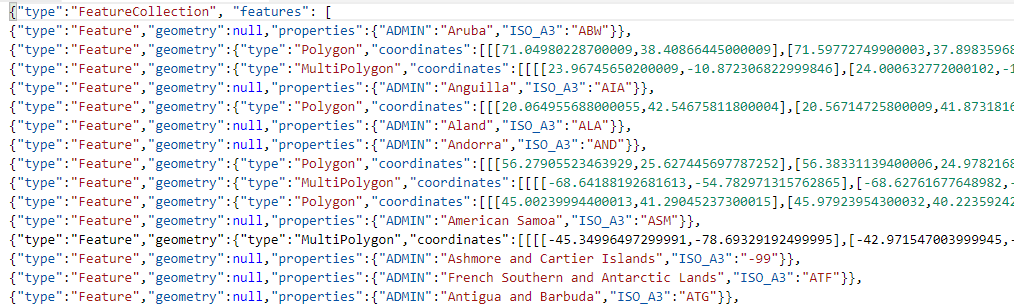 {"type":"FeatureCollection", "features": [
{"type":"Feature","geometry":null,"properties":{"ADMIN":"Aruba","ISO_A3":"ABW"}},
{"type":"Feature","geometry":{"type":"Polygon","coordinates":[[[71.04980228700009,38.40866445000009],[71.59772749900003,37.89835968
{"type":"Feature","geometry":{"type":"MultiPolygon","coordinates":[[[[23.96745650200009,-10.872306822999846],[24.000632772000102,-1
{"type":"Feature","geometry":null,"properties":{"ADMIN":"Anguilla","ISO_A3":"AIA"}},
{"type":"Feature","geometry":{"type":"Polygon","coordinates":[[[20.064955688000055,42.54675811800004],[20.56714725800009,41.8731816
{"type":"Feature","geometry":null,"properties":{"ADMIN":"Aland","ISO_A3":"ALA"}},
{"type":"Feature","geometry":null,"properties":{"ADMIN":"Andorra","ISO_A3":"AND"}},
{"type":"Feature","geometry":{"type":"Polygon","coordinates":[[[56.27905523463929,25.627445697787252],[56.38331139400006,24.9782168
{"type":"Feature","geometry":{"type":"MultiPolygon","coordinates":[[[[-68.64188192681613,-54.782971315762865],[-68.62761677648982,-
{"type":"Feature","geometry":{"type":"Polygon","coordinates":[[[45.00239994400013,41.29045237300015],[45.97923954300032,40.22359242
{"type":"Feature","geometry":null,"properties":{"ADMIN":"American Samoa","ISO_A3":"ASM"}},
{"type":"Feature","geometry":{"type":"MultiPolygon","coordinates":[[[[-45.34996497299991,-78.69329192499995],[-42.971547003999945,-
{"type":"Feature","geometry":null,"properties":{"ADMIN":"Ashmore and Cartier Islands","ISO_A3":"-99"}},
{"type":"Feature","geometry":null,"properties":{"ADMIN":"French Southern and Antarctic Lands","ISO_A3":"ATF"}},
{"type":"Feature","geometry":null,"properties":{"ADMIN":"Antigua and Barbuda","ISO_A3":"ATG"}},